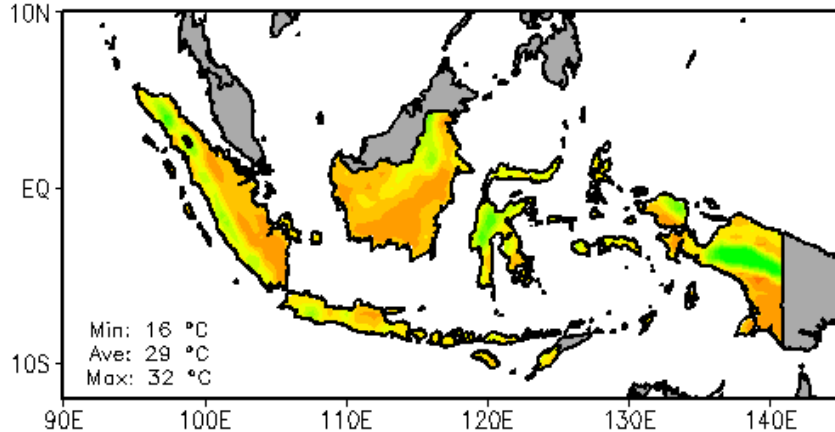 10N
EQ
10S
Min: 16 °C
Ave: 29 °C
Max: 32 °C
90E 100E 110E 120E 130E 140E